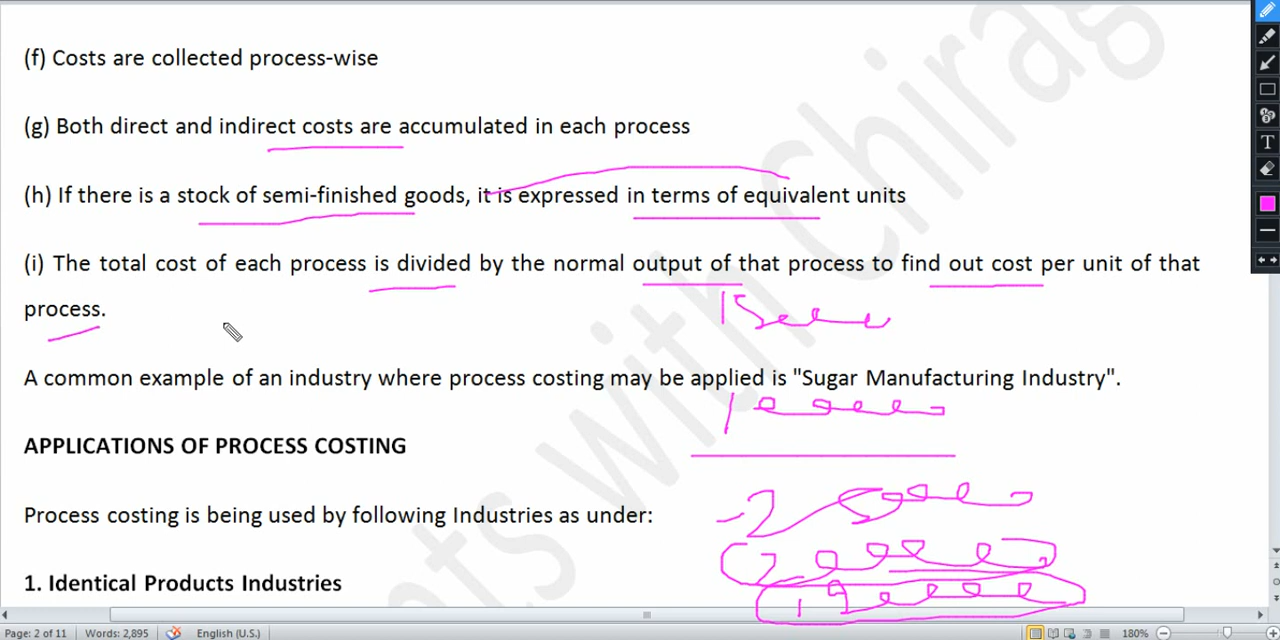 (f) Costs are collected process-wise
(g) Both direct and indirect costs are accumulated in each process
(h) If there is a stock of semi-finished goods, it is expressed in terms of equivalent units
(i) The total cost of each process is divided by the normal output of that process to find out cost per unit of that
process.
A common example of an industry where process costing may be applied is "Sugar Manufacturing Industry".
APPLICATIONS OF PROCESS COSTING
Process costing is being used by following Industries as under:
1. Identical Products Industries
Page: 2 of 11 Words: 2,895 English (U.S.) 180%